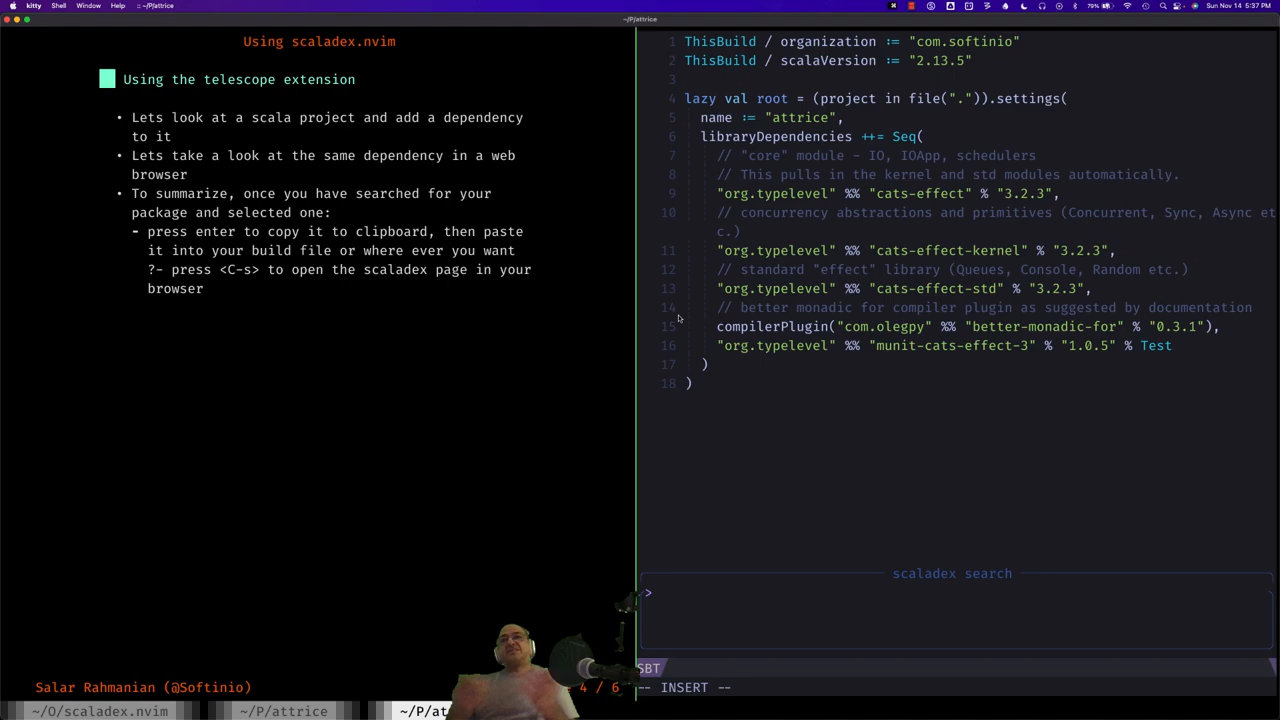 kitty Shell Window Help :: ~/P/attrice
79% Sun Nov 14 5:37 PM
~/P/attrice
Using scaladex.nvim
Using the telescope extension
• Lets look at a scala project and add a dependency
to it
• Lets take a look at the same dependency in a web
browser
• To summarize, once you have searched for your
package and selected one:
- press enter to copy it to clipboard, then paste
it into your build file or where ever you want
?- press <C-s> to open the scaladex page in your
browser
Salar Rahmanian (@Softinio)
4 / 6
1 ThisBuild / organization := "com.softinio"
2 ThisBuild / scalaVersion := "2.13.5"
3
4 lazy val root = (project in file(".")).settings(
5 name := "attrice",
6 libraryDependencies ++= Seq(
7 // "core" module - IO, IOApp, schedulers
8 // This pulls in the kernel and std modules automatically.
9 "org.typelevel" %% "cats-effect" % "3.2.3",
10 // concurrency abstractions and primitives (Concurrent, Sync, Async et
c.)
11 "org.typelevel" %% "cats-effect-kernel" % "3.2.3",
12 // standard "effect" library (Queues, Console, Random etc.)
13 "org.typelevel" %% "cats-effect-std" % "3.2.3",
14 // better monadic for compiler plugin as suggested by documentation
15 compilerPlugin("com.olegpy" %% "better-monadic-for" % "0.3.1"),
16 "org.typelevel" %% "munit-cats-effect-3" % "1.0.5" % Test
17 )
18 )
scaladex search
>
SBT
-- INSERT --
~/O/scaladex.nvim ~/P/attrice ~/P/at